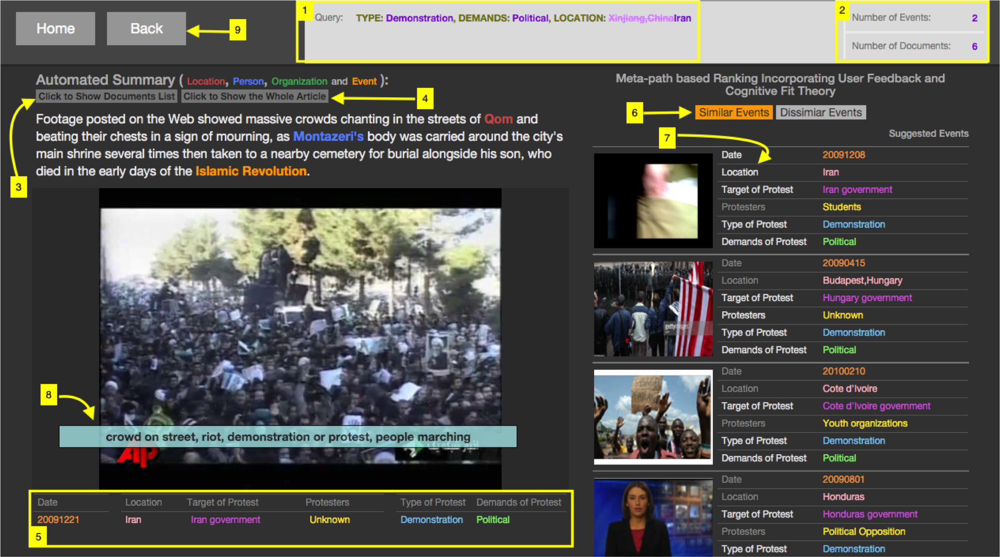 1
Query: TYPE: Demonstration, DEMANDS: Political, LOCATION: Xinjiang,ChinaIran
2
Number of Events: 2
Number of Documents: 6
Home
Back
9
Automated Summary ( Location, Person, Organization and Event ):
Click to Show Documents List
Click to Show the Whole Article
4
3
Footage posted on the Web showed massive crowds chanting in the streets of Qom and
beating their chests in a sign of mourning, as Montazeri's body was carried around the city's
main shrine several times then taken to a nearby cemetery for burial alongside his son, who
died in the early days of the Islamic Revolution.
8
crowd on street, riot, demonstration or protest, people marching
AP
Date Location Target of Protest Protesters Type of Protest Demands of Protest
20091221 Iran Iran government Unknown Demonstration Political
5
Meta-path based Ranking Incorporating User Feedback and
Cognitive Fit Theory
6
Similar Events
Dissimiar Events
7
Suggested Events
Date 20091208
Location Iran
Target of Protest Iran government
Protesters Students
Type of Protest Demonstration
Demands of Protest Political
gettyimages
Date 20090415
Location Budapest,Hungary
Target of Protest Hungary government
Protesters Unknown
Type of Protest Demonstration
Demands of Protest Political
Date 20100210
Location Cote d'Ivoire
Target of Protest Cote d'Ivoire government
Protesters Youth organizations
Type of Protest Demonstration
Demands of Protest Political
Date 20090801
Location Honduras
Target of Protest Honduras government
Protesters Political Opposition
Type of Protest Demonstration